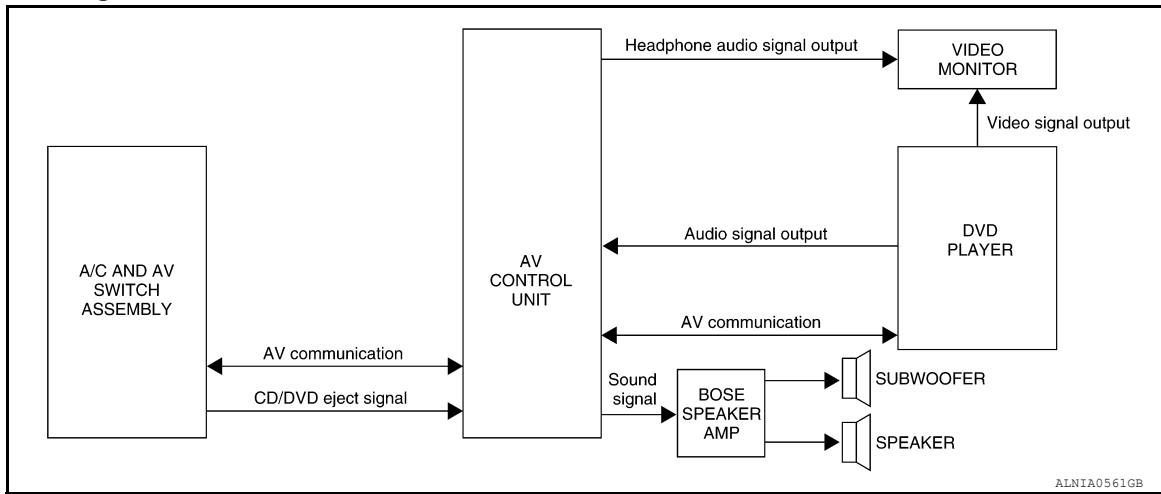 Headphone audio signal output
VIDEO
MONITOR
Video signal output
DVD
PLAYER
Audio signal output
A/C AND AV
SWITCH
ASSEMBLY
AV
CONTROL
UNIT
AV communication
AV communication
CD/DVD eject signal
Sound
signal
BOSE
SPEAKER
AMP
SUBWOOFER
SPEAKER
ALNIA0561GB